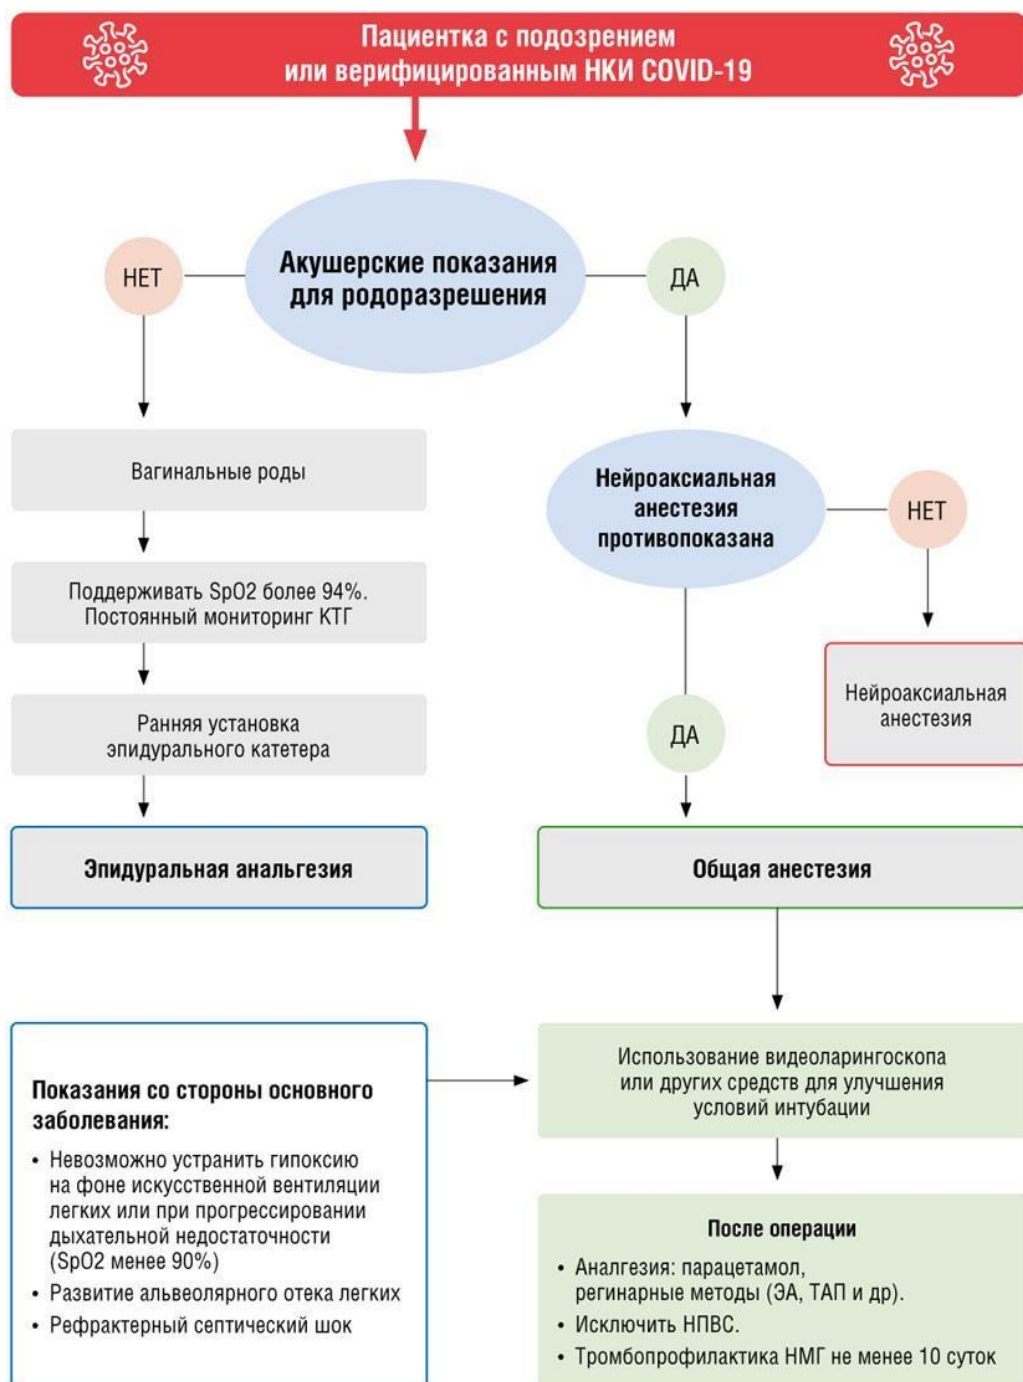 Пациентка с подозрением
или верифицированным НКИ COVID-19
Акушерские показания
для родоразрешения
НЕТ
ДА
Вагинальные роды
Поддерживать SpO2 более 94%.
Постоянный мониторинг КТГ
Ранняя установка
эпидурального катетера
Эпидуральная анальгезия
Нейроаксиальная
анестезия
противопоказана
НЕТ
Нейроаксиальная
анестезия
ДА
Общая анестезия
Показания со стороны основного
заболевания:
• Невозможно устранить гипоксию
на фоне искусственной вентиляции
легких или при прогрессировании
дыхательной недостаточности
(SpO2 менее 90%)
• Развитие альвеолярного отека легких
• Рефрактерный септический шок
Использование видеоларингоскопа
или других средств для улучшения
условий интубации
После операции
• Аналгезия: парацетамол,
регинарные методы (ЭА, ТАП и др).
• Исключить НПВС.
• Тромбопрофилактика НМГ не менее 10 суток